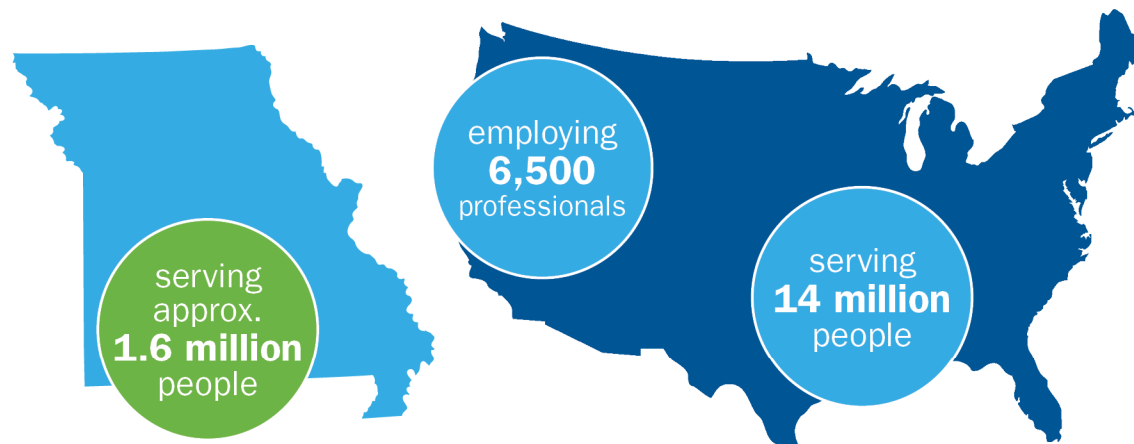 serving
approx.
1.6 million
people
employing
6,500
professionals
serving
14 million
people